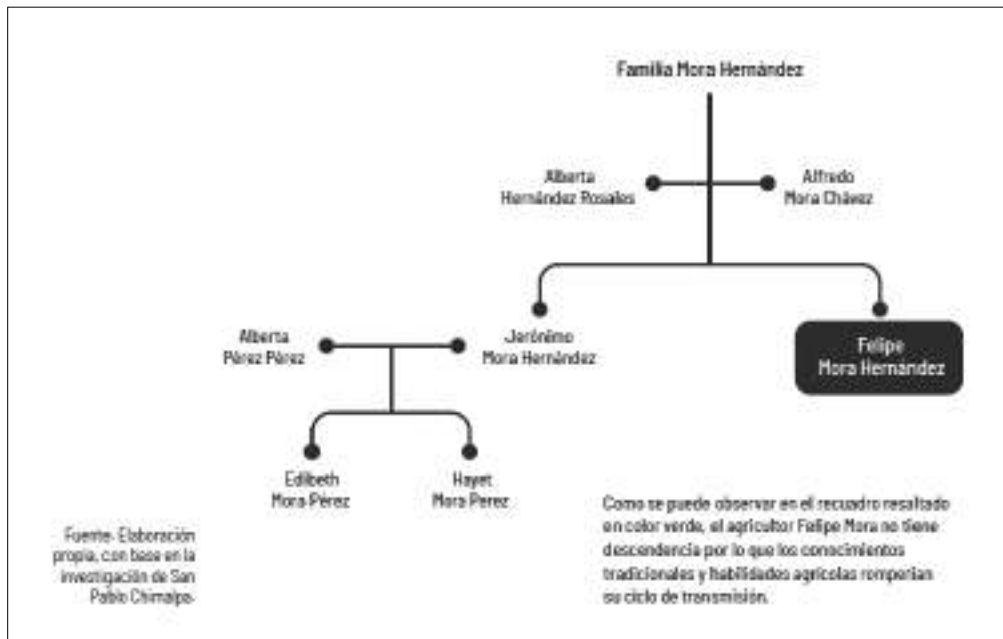 Familia Mora Hernández
Alberta
Hernández Rosales
Alfredo
Mora Chávez
Alberta
Pérez Pérez
Jerónimo
Mora Hernández
Felipe
Mora Hernández
Edibeth
Mora Pérez
Hayet
Mora Perez
Fuente: Elaboración
propia, con base en la
investigación de San
Pablo Chimalpa.
Como se puede observar en el recuadro resaltado
en color verde, el agricultor Felipe Mora no tiene
descendencia por lo que los conocimientos
tradicionales y habilidades agrícolas romperían
su ciclo de transmisión.